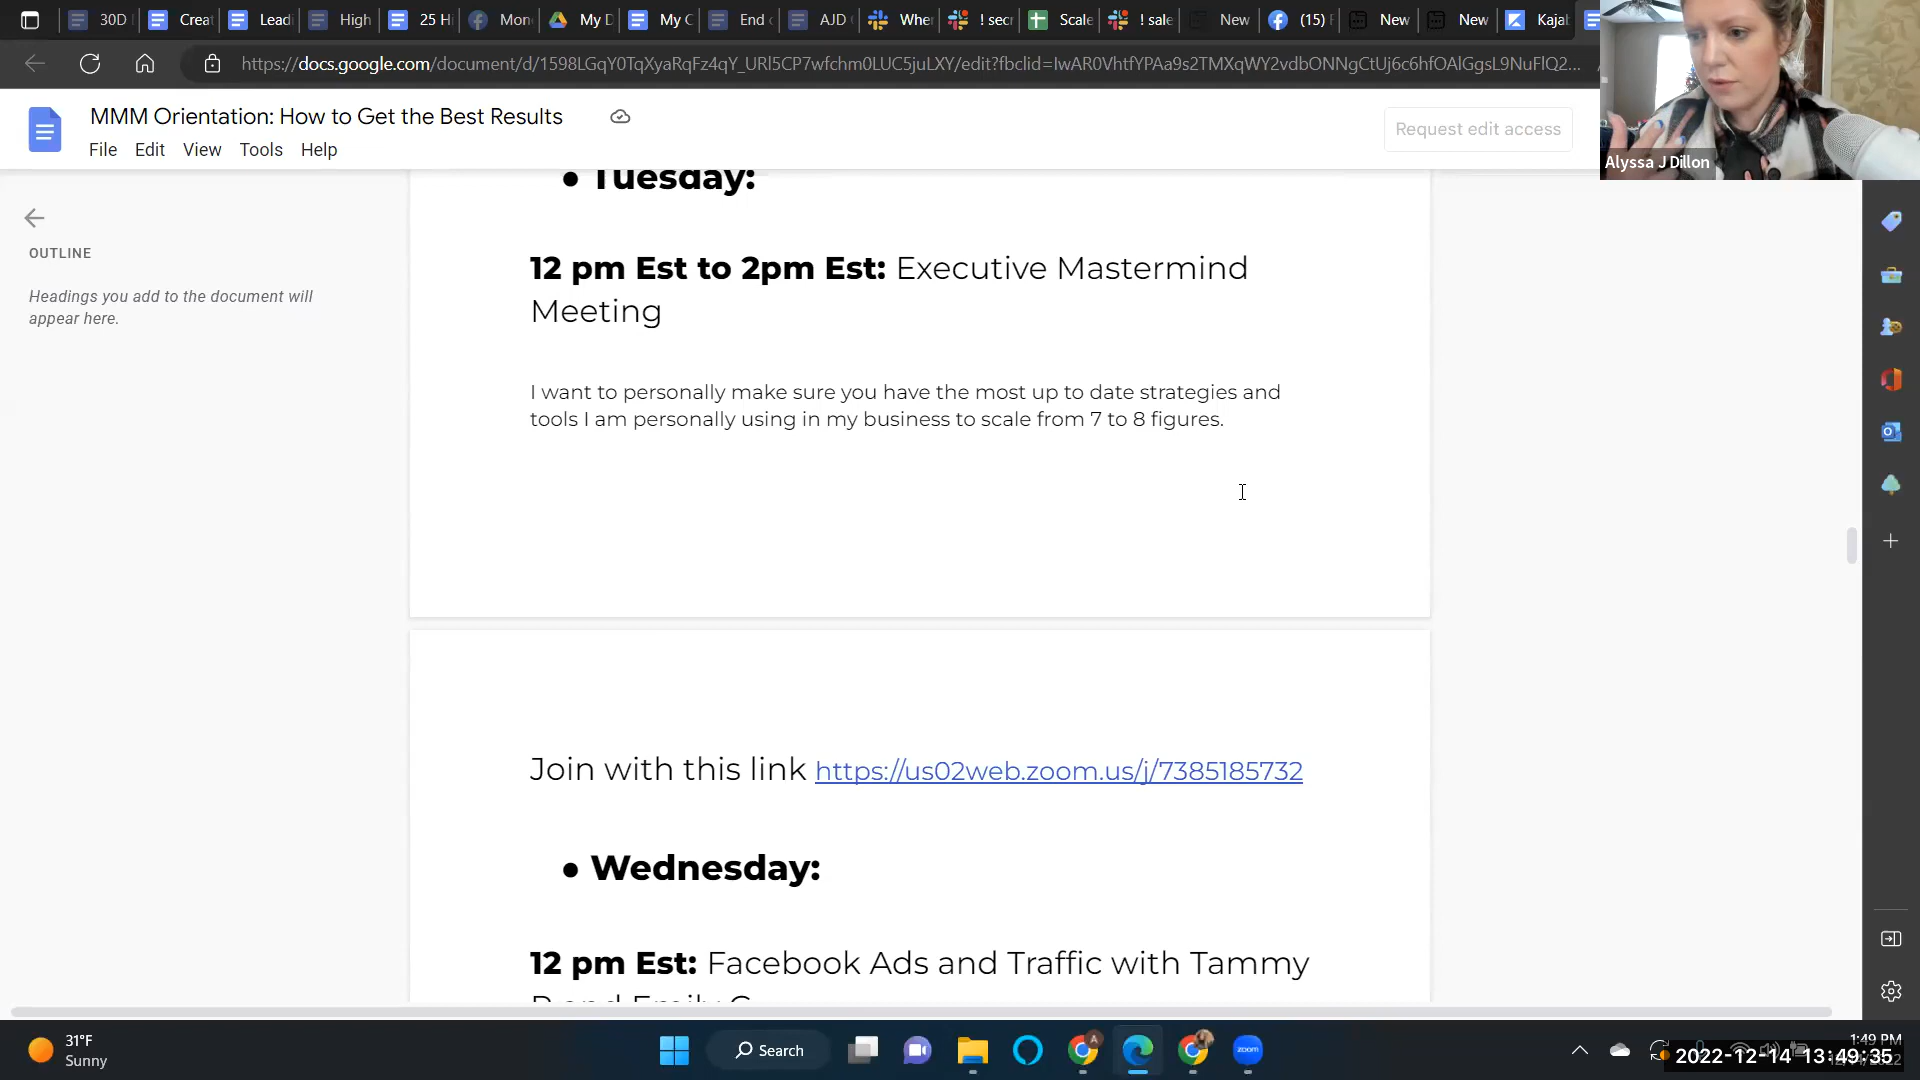 30D
Creat
Leadi
High
25 Hi
Mon
My D
My C
End o
AJD
Wher
! secr
Scale
! sale
New
(15) F
New
New
Kajab
https://docs.google.com/document/d/1598LGqY0TqXyaRqFz4qY_URl5CP7wfchm0LUC5juLXY/edit?fbclid=IwAR0VhtfYPAa9s2TMXqWY2vdbONNgCtUj6c6hfOAlGgsL9NuFlQ2...
MMM Orientation: How to Get the Best Results
Request edit access
File Edit View Tools Help
Alyssa J Dillon
OUTLINE
Headings you add to the document will
appear here.
● Tuesday:
12 pm Est to 2pm Est: Executive Mastermind
Meeting
I want to personally make sure you have the most up to date strategies and
tools I am personally using in my business to scale from 7 to 8 figures.
Join with this link https://us02web.zoom.us/j/7385185732
● Wednesday:
12 pm Est: Facebook Ads and Traffic with Tammy
31°F
Sunny
Search
zoom
1:49 PM
2022-12-14 13:49:35